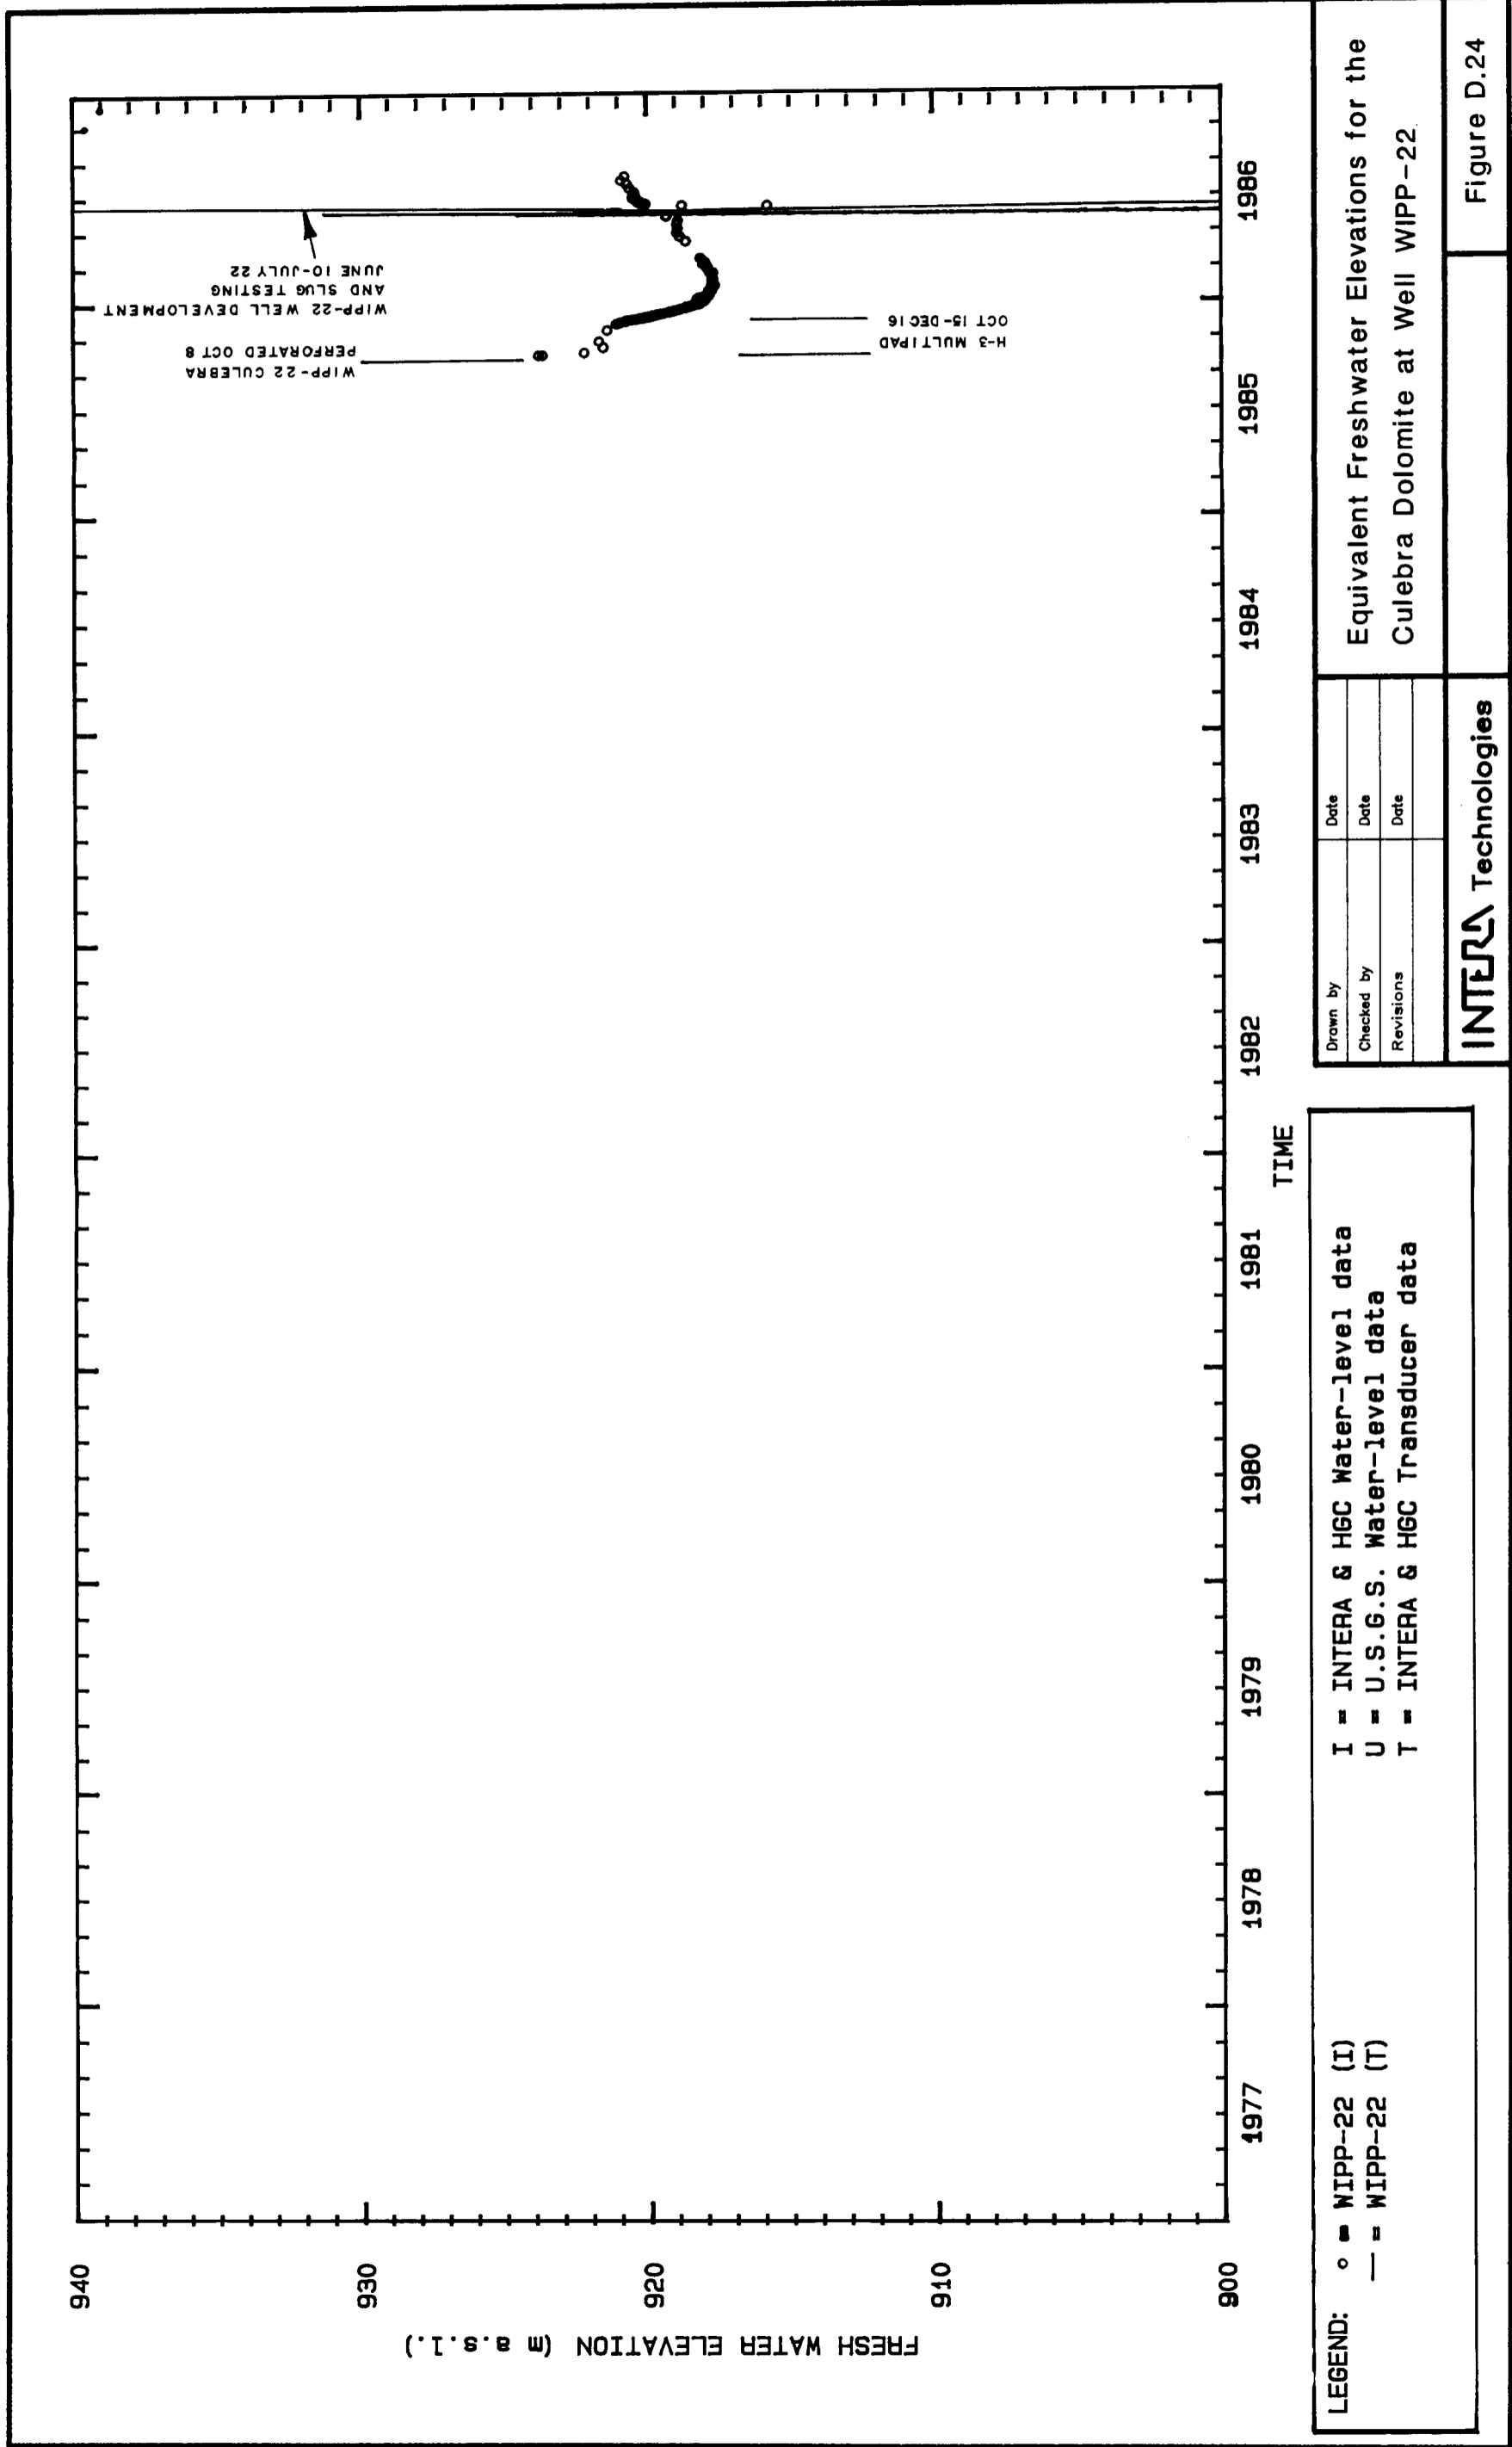 940
930
920
910
900
FRESH WATER ELEVATION (m a.s.l.)
WIPP-22 CULEBRA
PERFORATED OCT 8
WIPP-22 WELL DEVELOPMENT
AND SLUG TESTING
JUNE 10-JULY 22
H-3 MULTIPAD
OCT 15-DEC 16
1977
1978
1979
1980
1981
1982
1983
1984
1985
1986
TIME
LEGEND:
o = WIPP-22 (I)
— = WIPP-22 (T)
I = INTERA & HGC Water-level data
U = U.S.G.S. Water-level data
T = INTERA & HGC Transducer data
Drawn by
Date
Checked by
Date
Revisions
Date
Equivalent Freshwater Elevations for the
Culebra Dolomite at Well WIPP-22
INTERA Technologies
Figure D.24